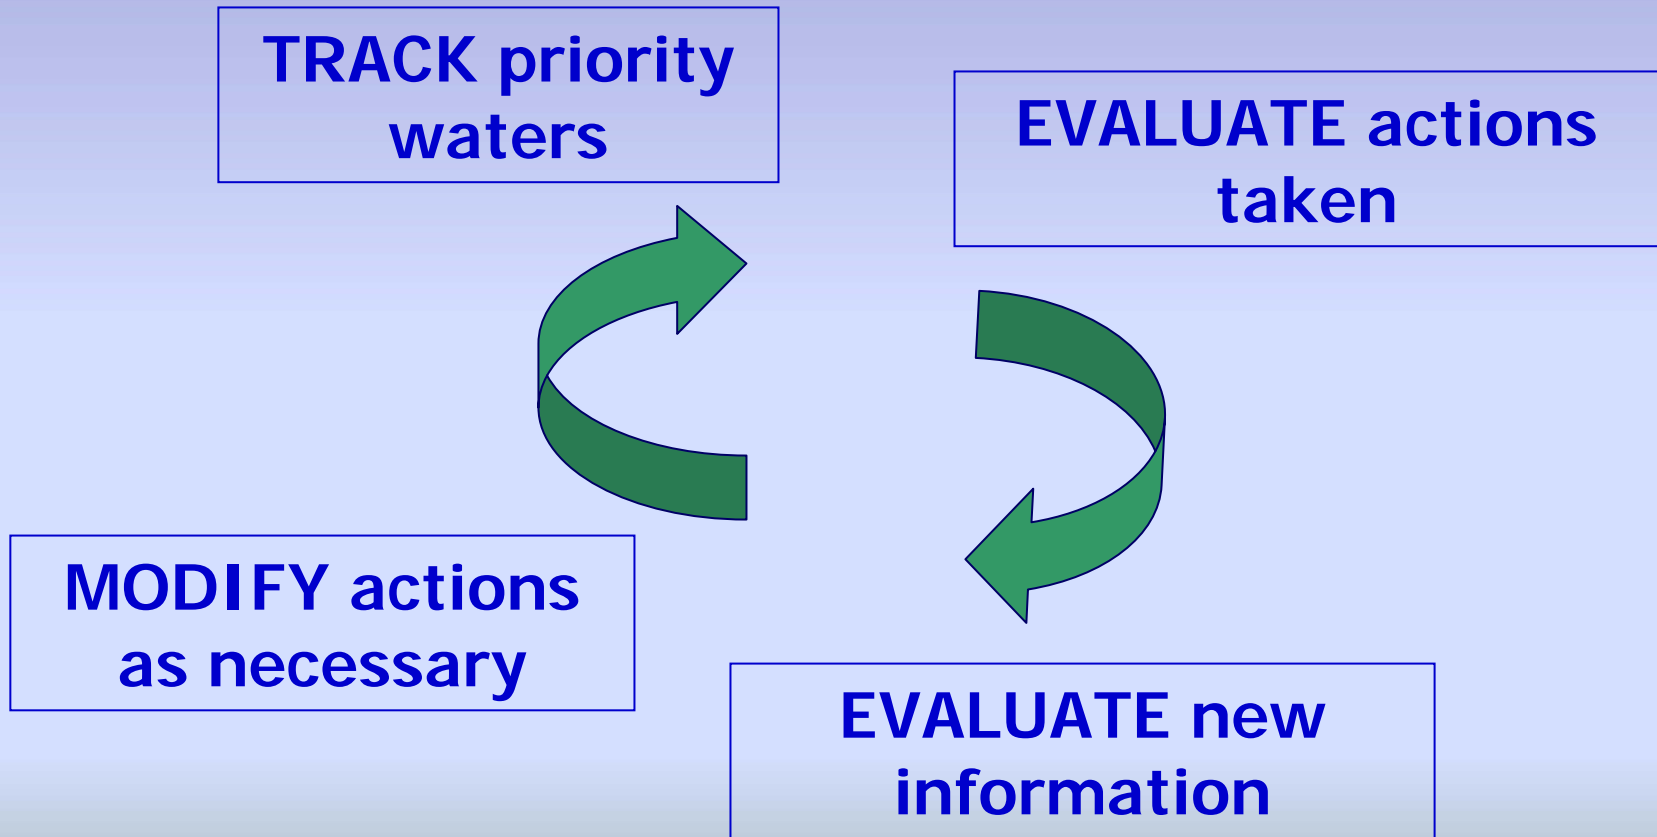 TRACK priority
waters
EVALUATE actions
taken
MODIFY actions
as necessary
EVALUATE new
information